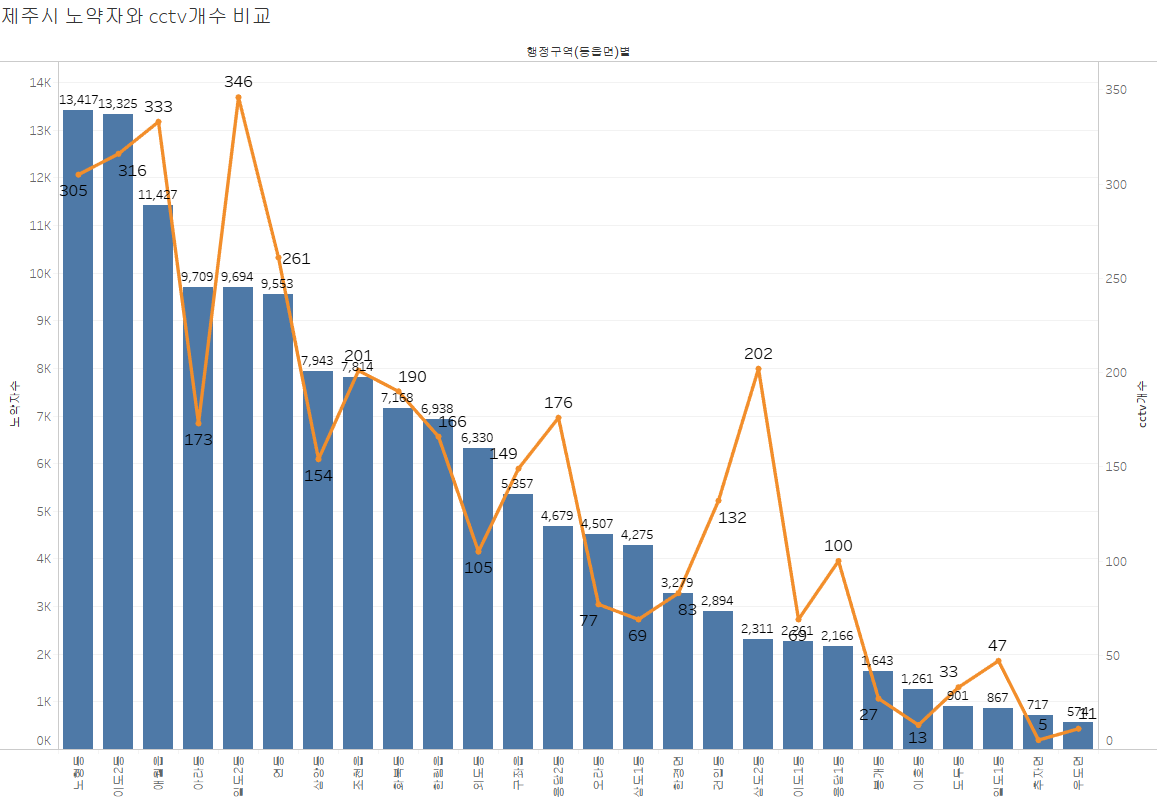 제주시 노약자와 cctv개수 비교
행정구역(동읍면)별
14K
13K
12K
11K
10K
9K
8K
7K
6K
5K
4K
3K
2K
1K
0K
노약자수
350
300
250
200
150
100
50
0
cctv개수
13,417
13,325
11,427
9,709
9,694
9,553
7,943
7,814
7,168
6,938
6,330
5,357
4,679
4,507
4,275
3,279
2,894
2,311
2,261
2,166
1,643
1,261
901
867
717
574
305
316
333
173
346
261
154
201
190
166
105
149
176
77
69
83
132
202
69
100
27
13
33
47
5
11
노형동
이도2동
애월읍
아라동
일도2동
연동
삼양동
조천읍
화북동
한림읍
외도동
구좌읍
용담2동
오라동
삼도1동
한경면
건입동
삼도2동
이도1동
용담1동
봉개동
이호동
도두동
일도1동
추자면
우도면